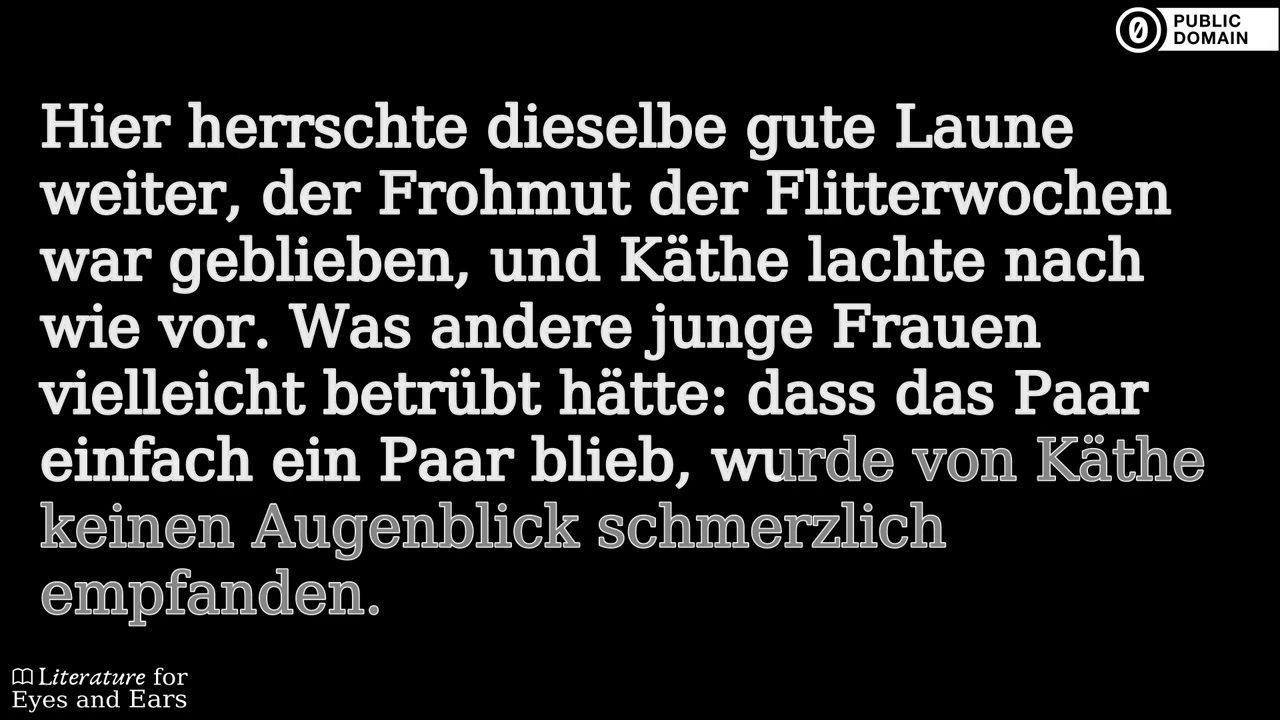 PUBLIC
DOMAIN
Hier herrschte dieselbe gute Laune
weiter, der Frohmut der Flitterwochen
war geblieben, und Käthe lachte nach
wie vor. Was andere junge Frauen
vielleicht betrübt hätte: dass das Paar
einfach ein Paar blieb, wurde von Käthe
keinen Augenblick schmerzlich
empfanden.
Literature for
Eyes and Ears